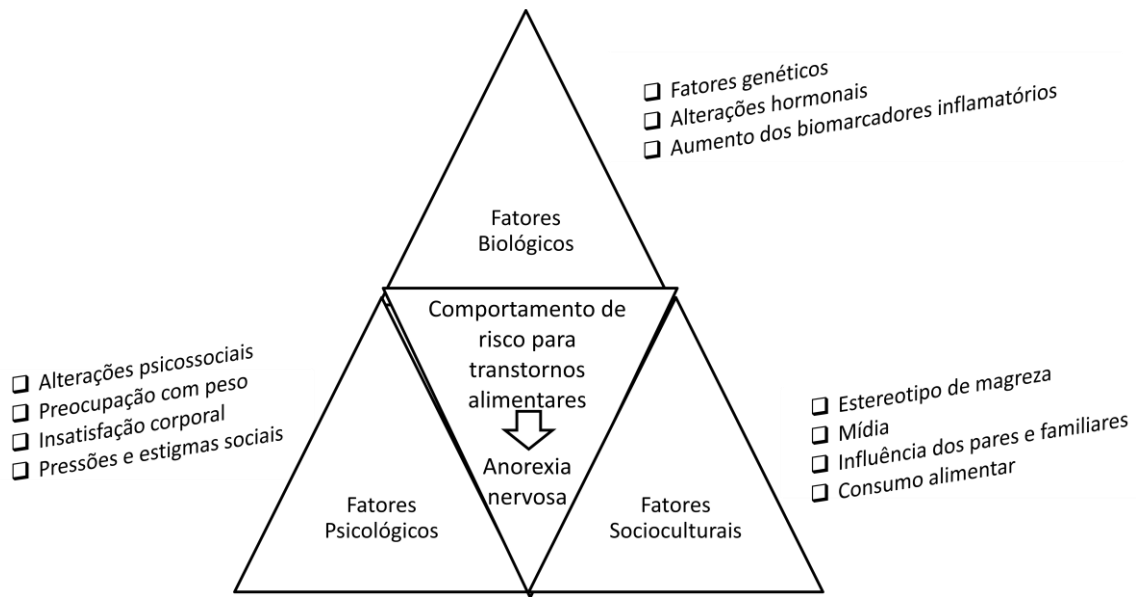 Fatores genéticos
Alterações hormonais
Aumento dos biomarcadores inflamatórios
Fatores
Biológicos
Comportamento de
risco para
transtornos
alimentares
Anorexia
nervosa
Alterações psicossociais
Preocupação com peso
Insatisfação corporal
Pressões e estigmas sociais
Fatores
Psicológicos
Estereotipo de magreza
Mídia
Influência dos pares e familiares
Consumo alimentar
Fatores
Socioculturais